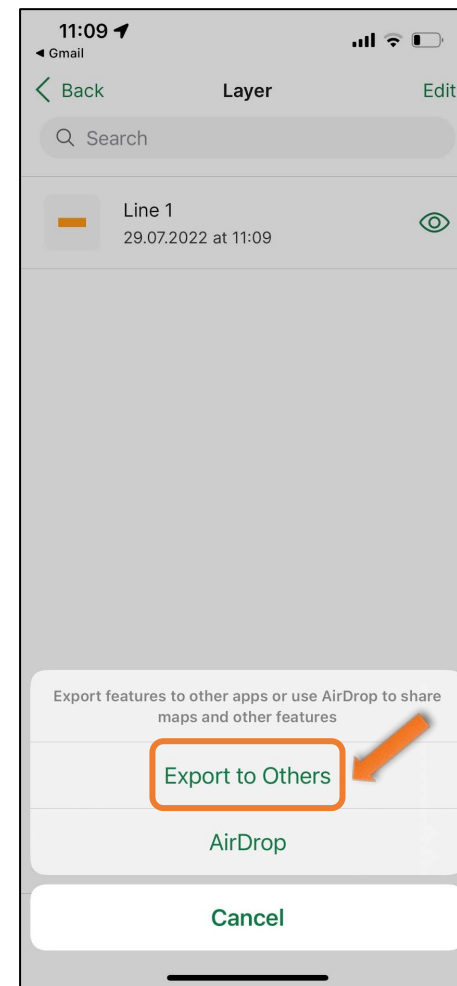 11:09
◀ Gmail
Back Layer Edit
Search
Line 1
29.07.2022 at 11:09
Export features to other apps or use AirDrop to share
maps and other features
Export to Others
AirDrop
Cancel